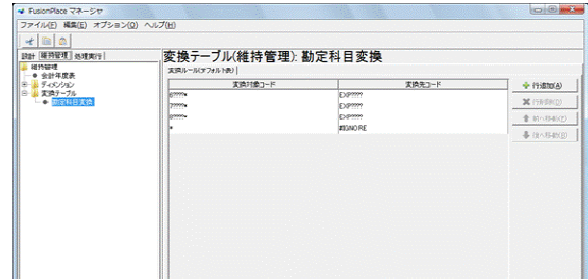 FusionPlace マネージャ
ファイル(F) 編集(E) オプション(O) ヘルプ(H)
設計 維持管理 処理実行
維持管理
会計年度表
ディメンション
変換テーブル
勘定科目変換
変換テーブル(維持管理): 勘定科目変換
変換ルール(デフォルト表)
変換対象コード 変換先コード
6????* EXP????
7????* EXP????
8????* EXP????
* #IGNORE
行追加(A)
行削除(D)
前へ移動(F)
後へ移動(R)